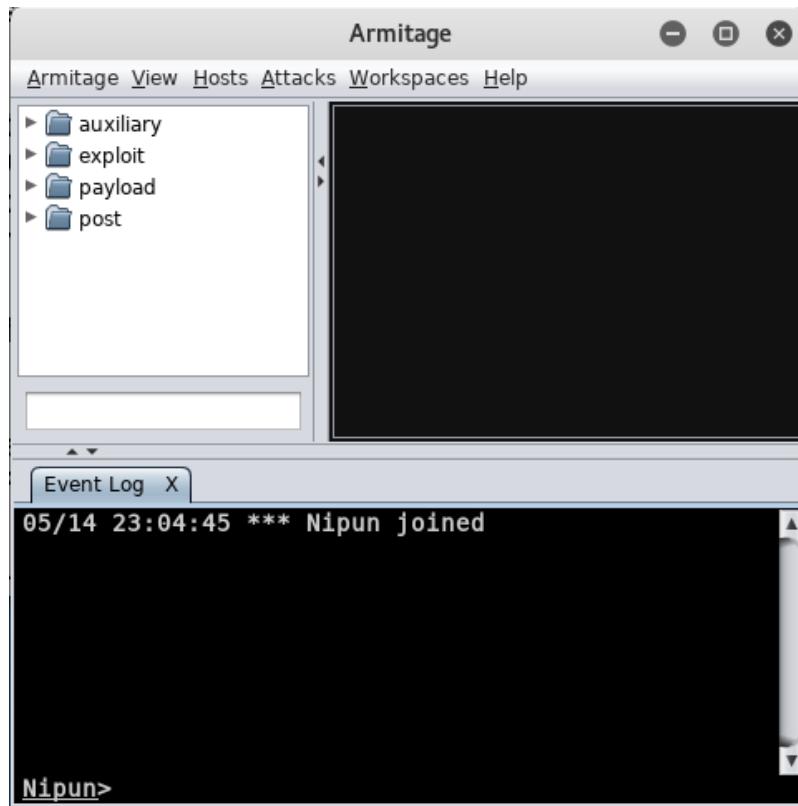 Armitage
Armitage View Hosts Attacks Workspaces Help
auxiliary
exploit
payload
post
Event Log X
05/14 23:04:45 *** Nipun joined
Nipun>